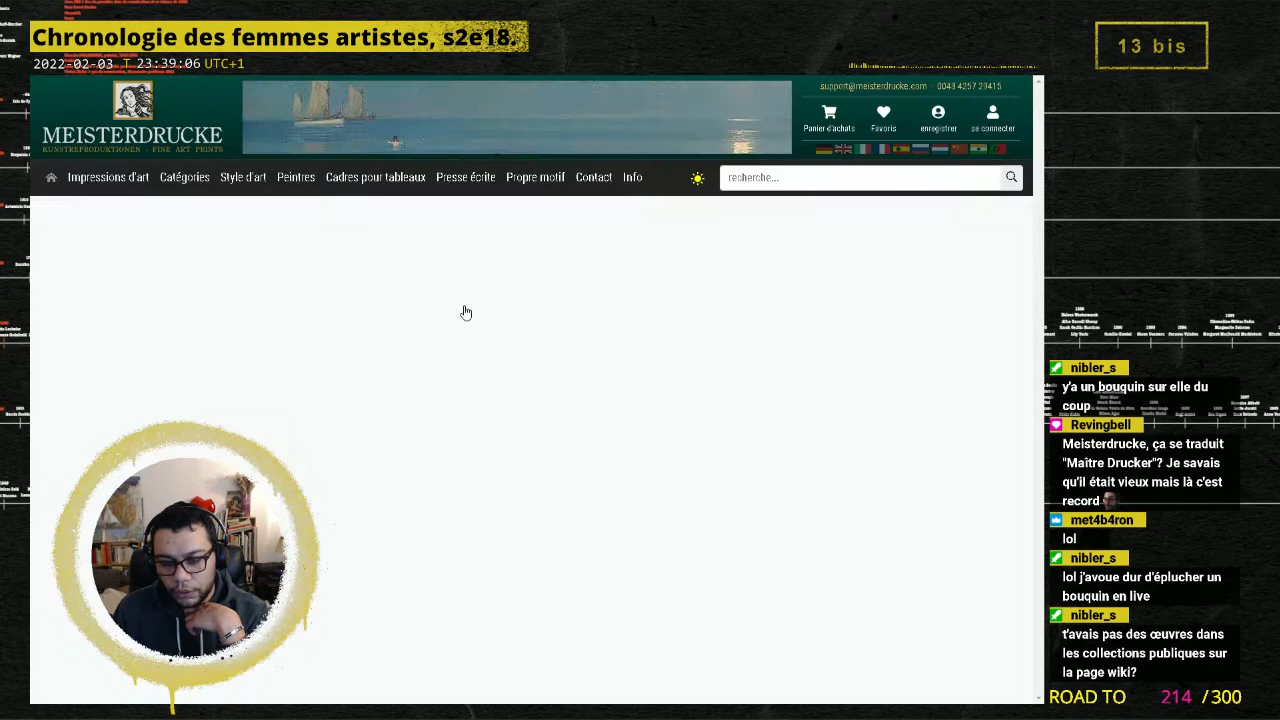 Chronologie des femmes artistes, s2e18.
2022-02-03 T 23:39:06 UTC+1
13 bis
MEISTERDRUCKE
KUNSTREPRODUKTIONEN · FINE ART PRINTS
support@meisterdrucke.com · 0043 4257 29415
Panier d'achats
Favoris
enregistrer
se connecter
Impressions d'art
Catégories
Style d'art
Peintres
Cadres pour tableaux
Presse écrite
Propre motif
Contact
Info
recherche...
nibler_s
y'a un bouquin sur elle du
coup
Revingbell
Meisterdrucke, ça se traduit
"Maître Drucker"? Je savais
qu'il était vieux mais là c'est
record
met4b4ron
lol
nibler_s
lol j'avoue dur d'éplucher un
bouquin en live
nibler_s
t'avais pas des œuvres dans
les collections publiques sur
la page wiki?
ROAD TO 214 /300